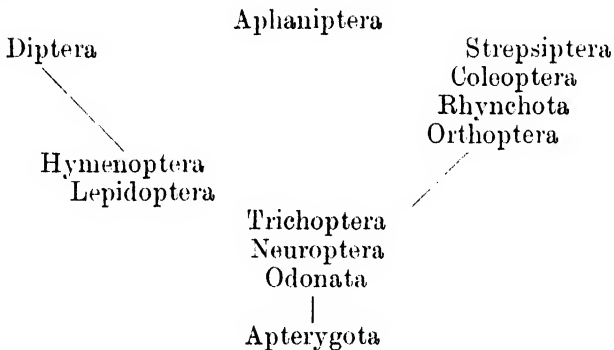 Aphaniptera
Diptera
Strepsiptera
Coleoptera
Rhynchota
Orthoptera
Hymenoptera
Lepidoptera
Trichoptera
Neuroptera
Odonata
Apterygota